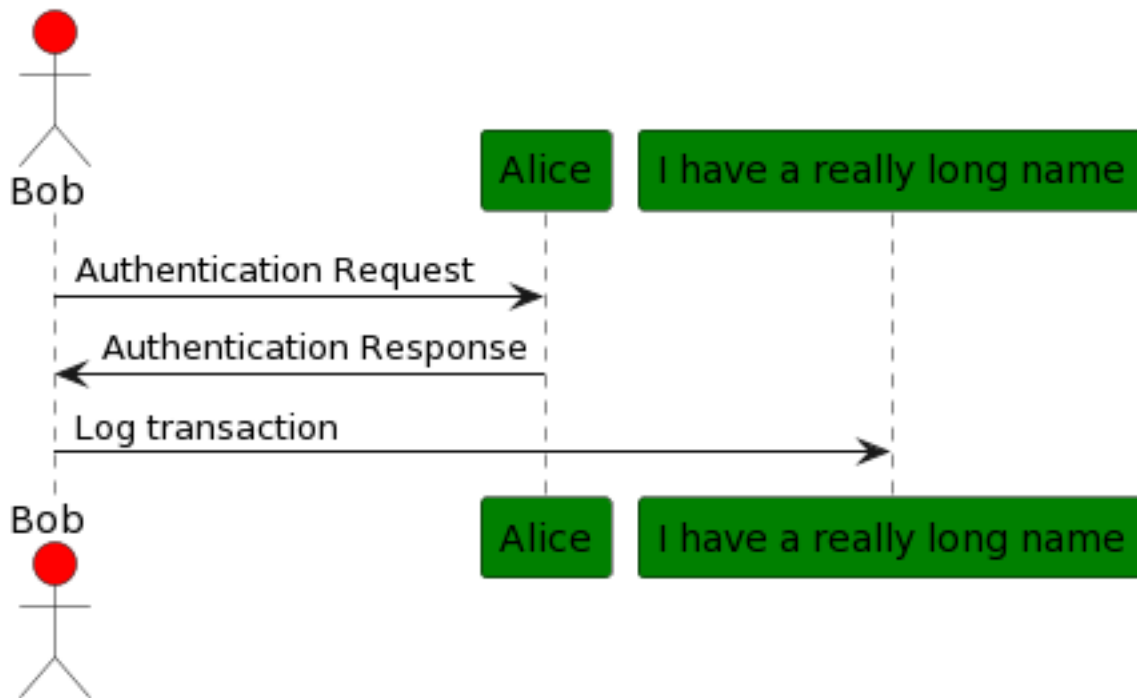 Bob
Alice
I have a really long name
Authentication Request
Authentication Response
Log transaction
Bob
Alice
I have a really long name